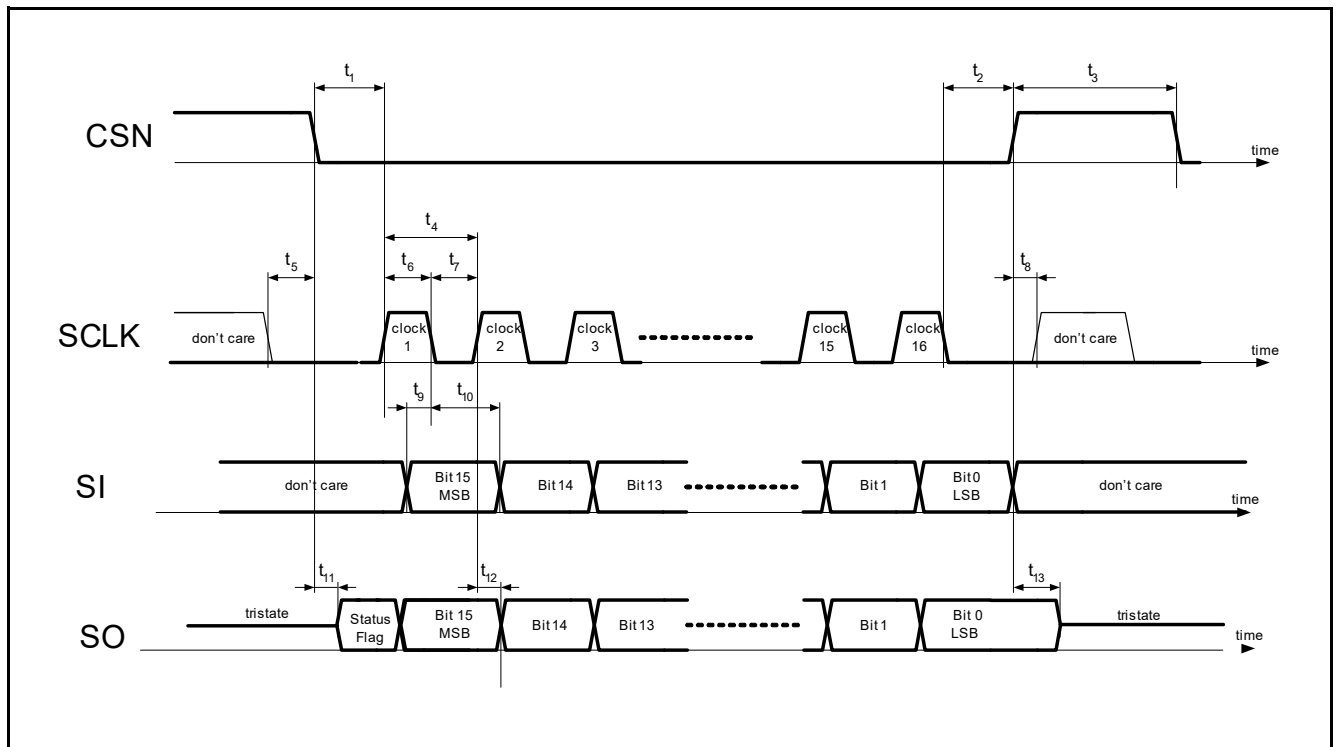 t1
t2
t3
CSN
time
t4
t5
t6
t7
t8
SCLK
don't care
clock 1
clock 2
clock 3
clock 15
clock 16
don't care
time
t9
t10
SI
don't care
Bit 15 MSB
Bit 14
Bit 13
Bit 1
Bit 0 LSB
don't care
time
t11
t12
t13
SO
tristate
Status Flag
Bit 15 MSB
Bit 14
Bit 13
Bit 1
Bit 0 LSB
tristate
time